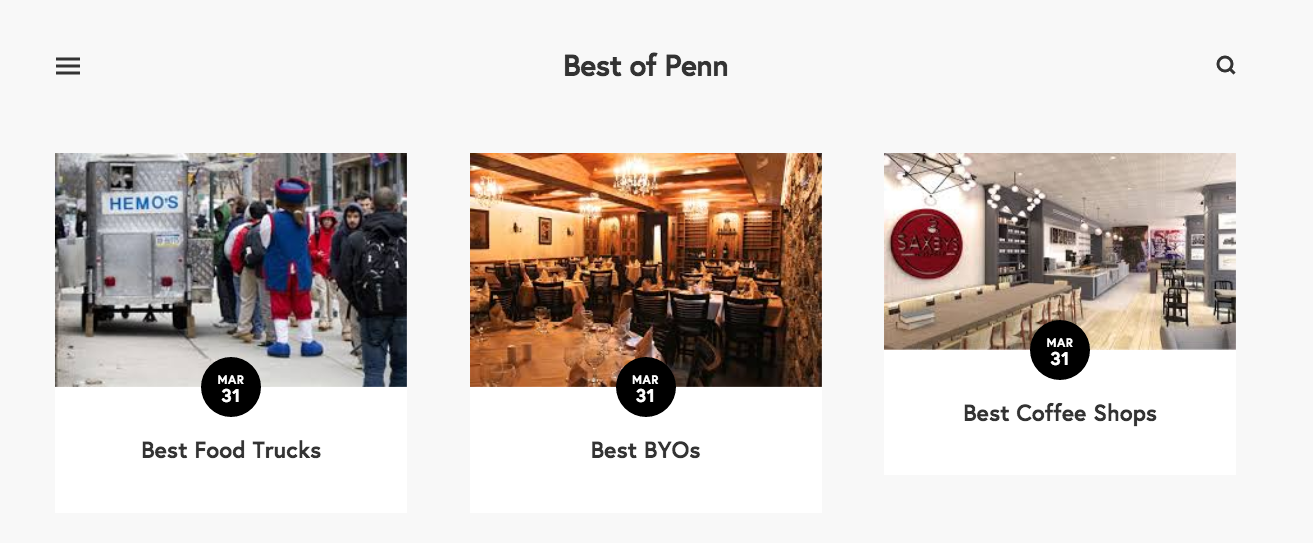 Best of Penn
HEMO'S
MAR
31
Best Food Trucks
MAR
31
Best BYOs
SAXBYS
MAR
31
Best Coffee Shops